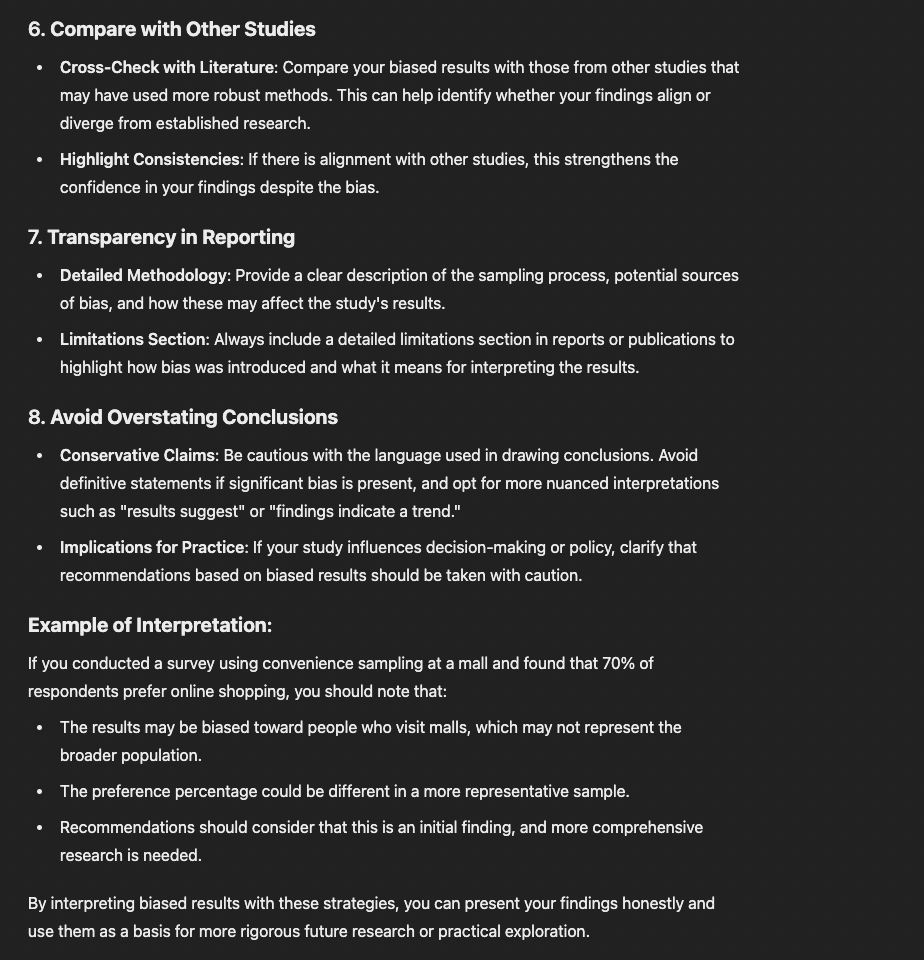 6. Compare with Other Studies
• Cross-Check with Literature: Compare your biased results with those from other studies that
may have used more robust methods. This can help identify whether your findings align or
diverge from established research.
• Highlight Consistencies: If there is alignment with other studies, this strengthens the
confidence in your findings despite the bias.
7. Transparency in Reporting
• Detailed Methodology: Provide a clear description of the sampling process, potential sources
of bias, and how these may affect the study's results.
• Limitations Section: Always include a detailed limitations section in reports or publications to
highlight how bias was introduced and what it means for interpreting the results.
8. Avoid Overstating Conclusions
• Conservative Claims: Be cautious with the language used in drawing conclusions. Avoid
definitive statements if significant bias is present, and opt for more nuanced interpretations
such as "results suggest" or "findings indicate a trend."
• Implications for Practice: If your study influences decision-making or policy, clarify that
recommendations based on biased results should be taken with caution.
Example of Interpretation:
If you conducted a survey using convenience sampling at a mall and found that 70% of
respondents prefer online shopping, you should note that:
• The results may be biased toward people who visit malls, which may not represent the
broader population.
• The preference percentage could be different in a more representative sample.
• Recommendations should consider that this is an initial finding, and more comprehensive
research is needed.
By interpreting biased results with these strategies, you can present your findings honestly and
use them as a basis for more rigorous future research or practical exploration.